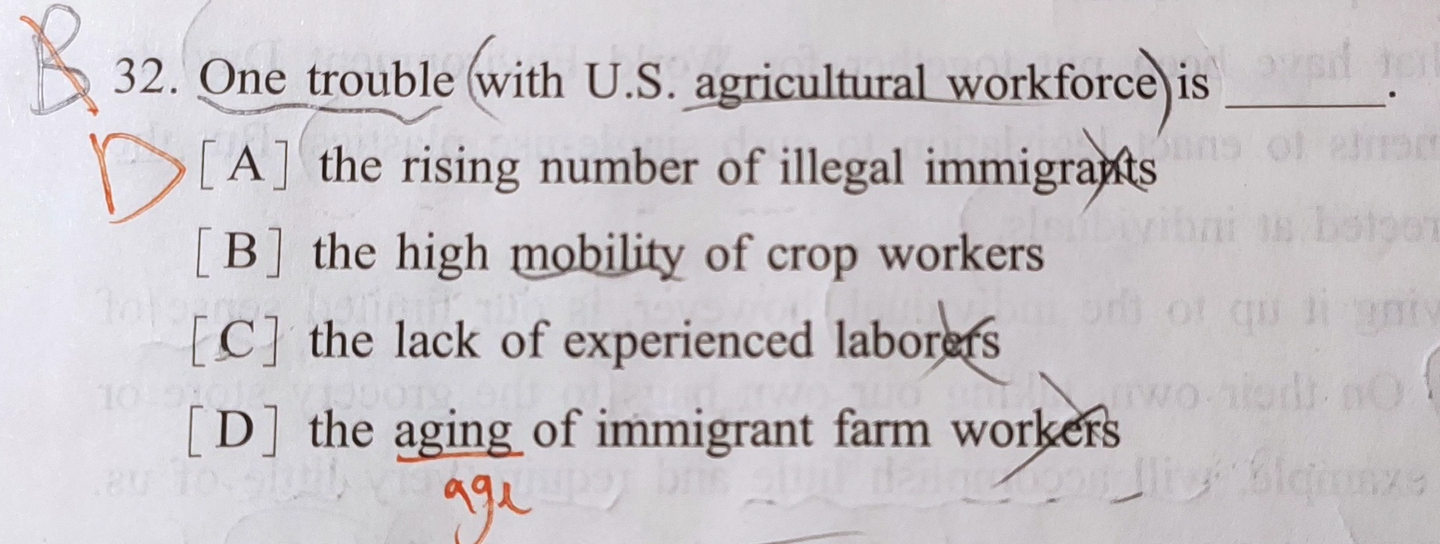 B
32. One trouble with U.S. agricultural workforce is ______.
D
[A] the rising number of illegal immigrants
[B] the high mobility of crop workers
[C] the lack of experienced laborers
[D] the aging of immigrant farm workers
age